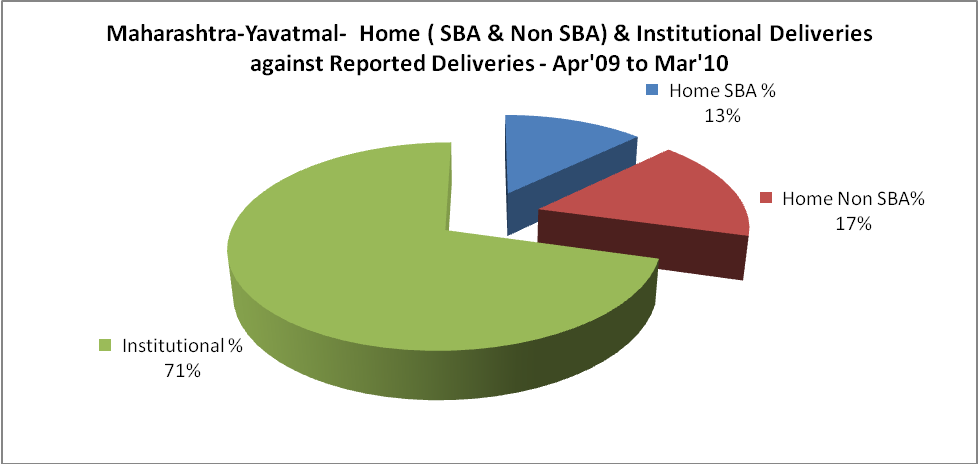 Maharashtra-Yavatmal- Home ( SBA & Non SBA) & Institutional Deliveries
against Reported Deliveries - Apr'09 to Mar'10
Home SBA %
13%
Home Non SBA%
17%
Institutional %
71%